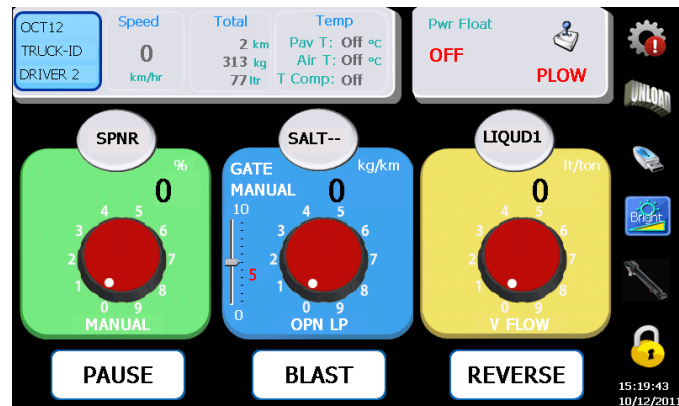 OCT12
TRUCK-ID
DRIVER 2
Speed
0
km/hr
Total
2 km
313 kg
77 ltr
Temp
Pav T: Off ºC
Air T: Off ºC
T Comp: Off
Pwr Float
OFF
PLOW
UNLOAD
Bright
SPNR
%
0
0 1 2 3 4 5 6 7 8 9
MANUAL
SALT--
GATE
MANUAL
kg/km
0
10
5
0
0 1 2 3 4 5 6 7 8 9
OPN LP
LIQUD1
lt/ton
0
0 1 2 3 4 5 6 7 8 9
V FLOW
PAUSE
BLAST
REVERSE
15:19:43
10/12/2011